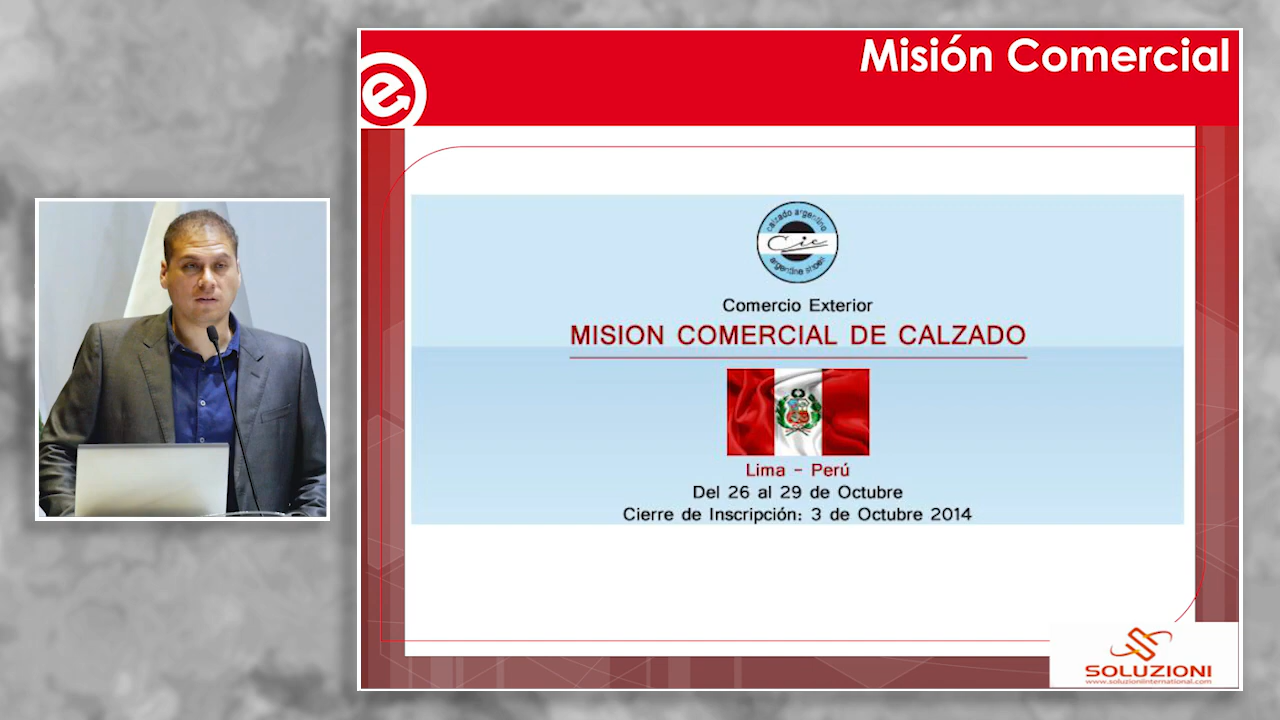 Misión Comercial
e
calzado argentino
Cic
argentine shoes
Comercio Exterior
MISION COMERCIAL DE CALZADO
Lima - Perú
Del 26 al 29 de Octubre
Cierre de Inscripción: 3 de Octubre 2014
SOLUZIONI
www.soluzioniinternational.com